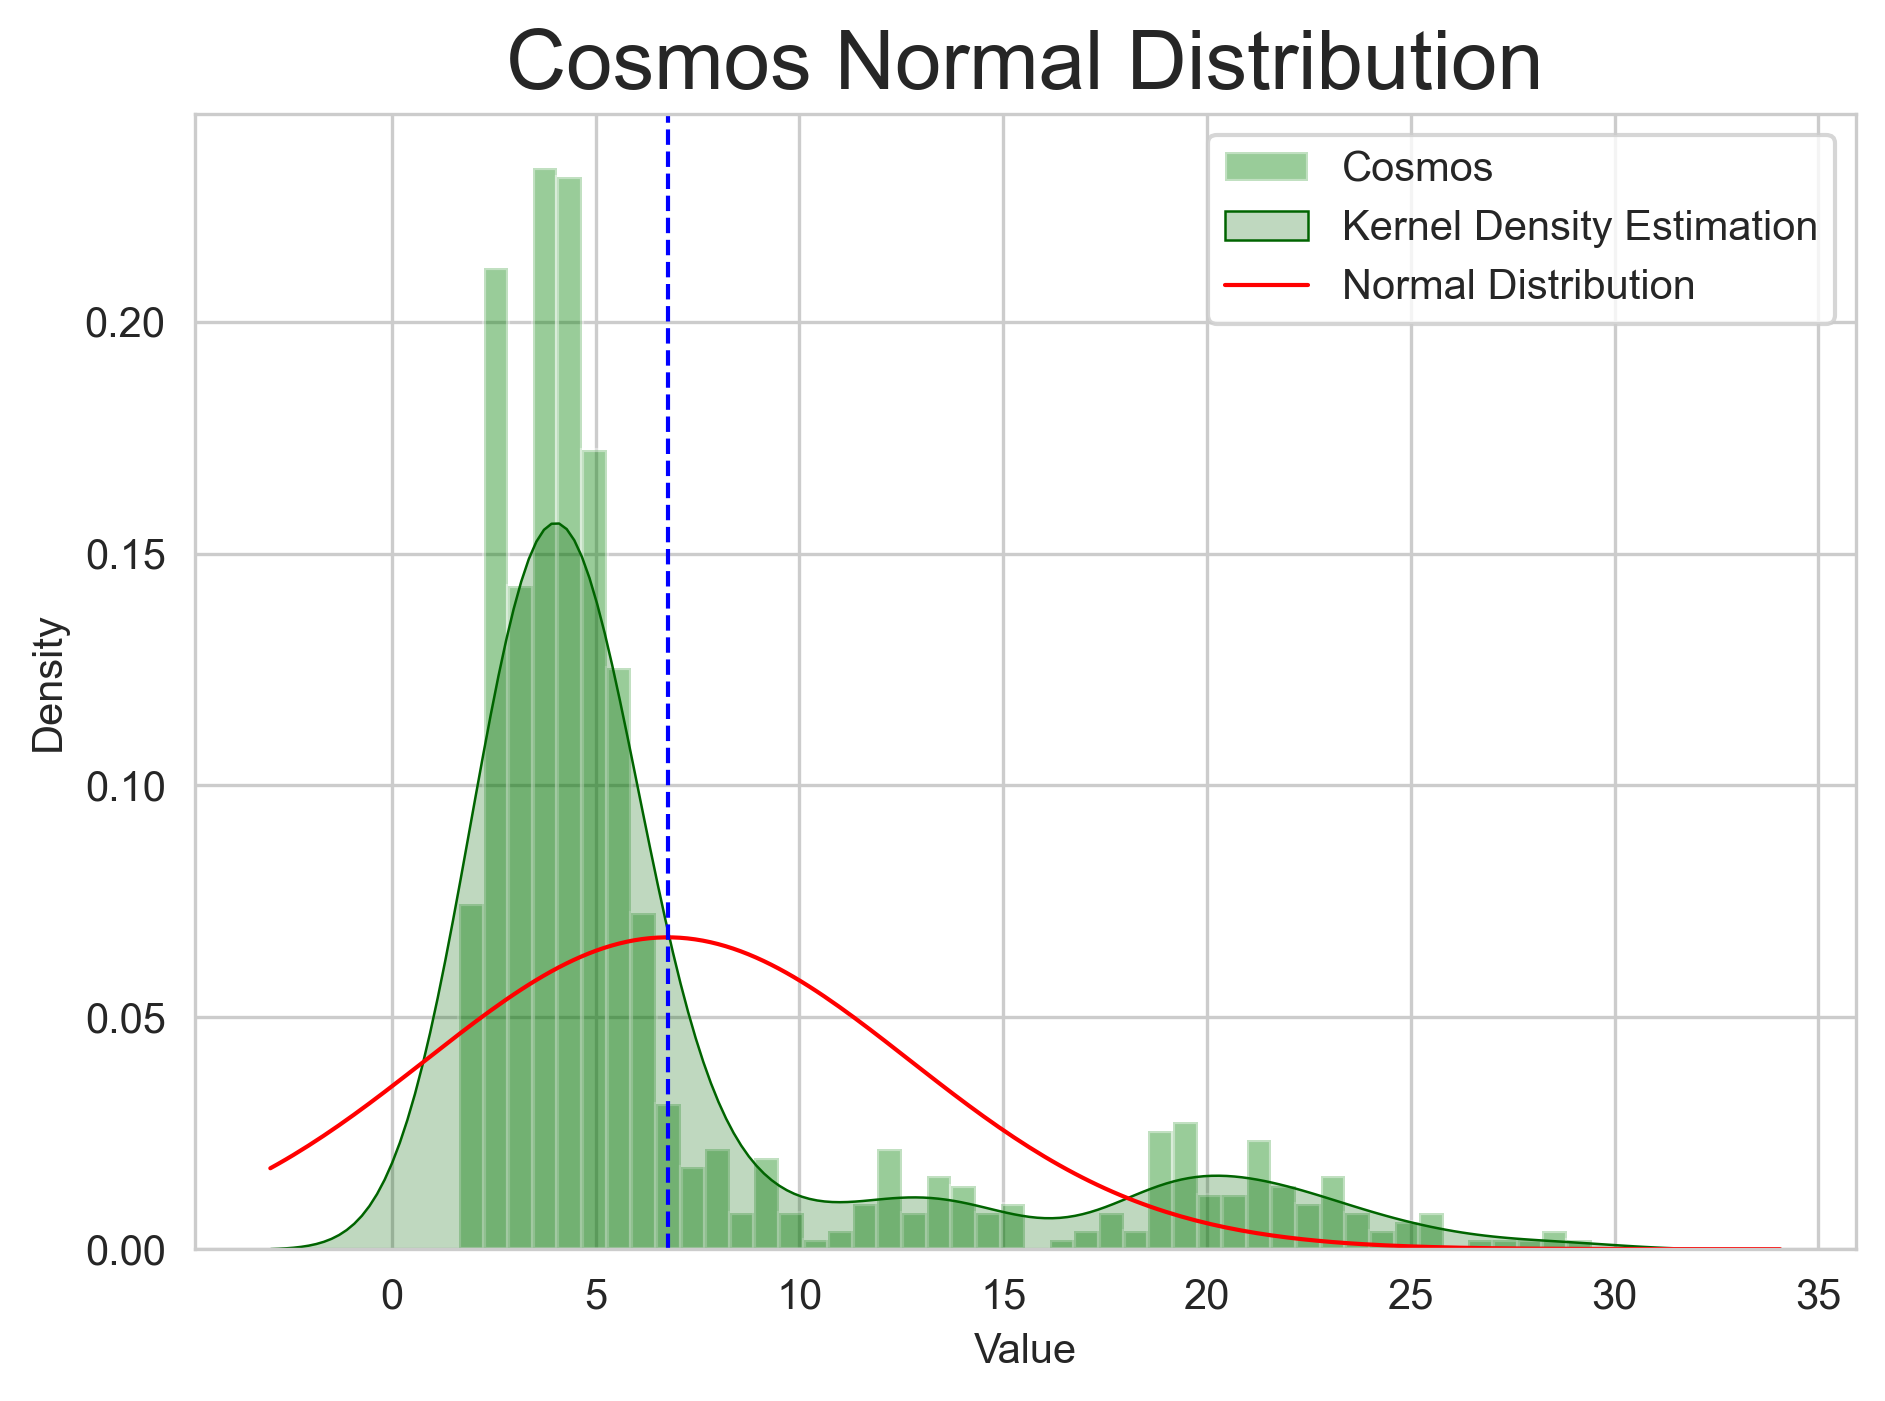 Cosmos Normal Distribution
Cosmos
Kernel Density Estimation
Normal Distribution
0.20
0.15
0.10
0.05
0.00
Density
0 5 10 15 20 25 30 35
Value